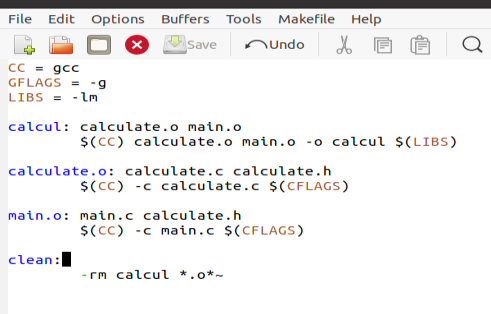 File Edit Options Buffers Tools Makefile Help
Save Undo
CC = gcc
GFLAGS = -g
LIBS = -lm
calcul: calculate.o main.o
$(CC) calculate.o main.o -o calcul $(LIBS)
calculate.o: calculate.c calculate.h
$(CC) -c calculate.c $(CFLAGS)
main.o: main.c calculate.h
$(CC) -c main.c $(CFLAGS)
clean:
-rm calcul *.o*~